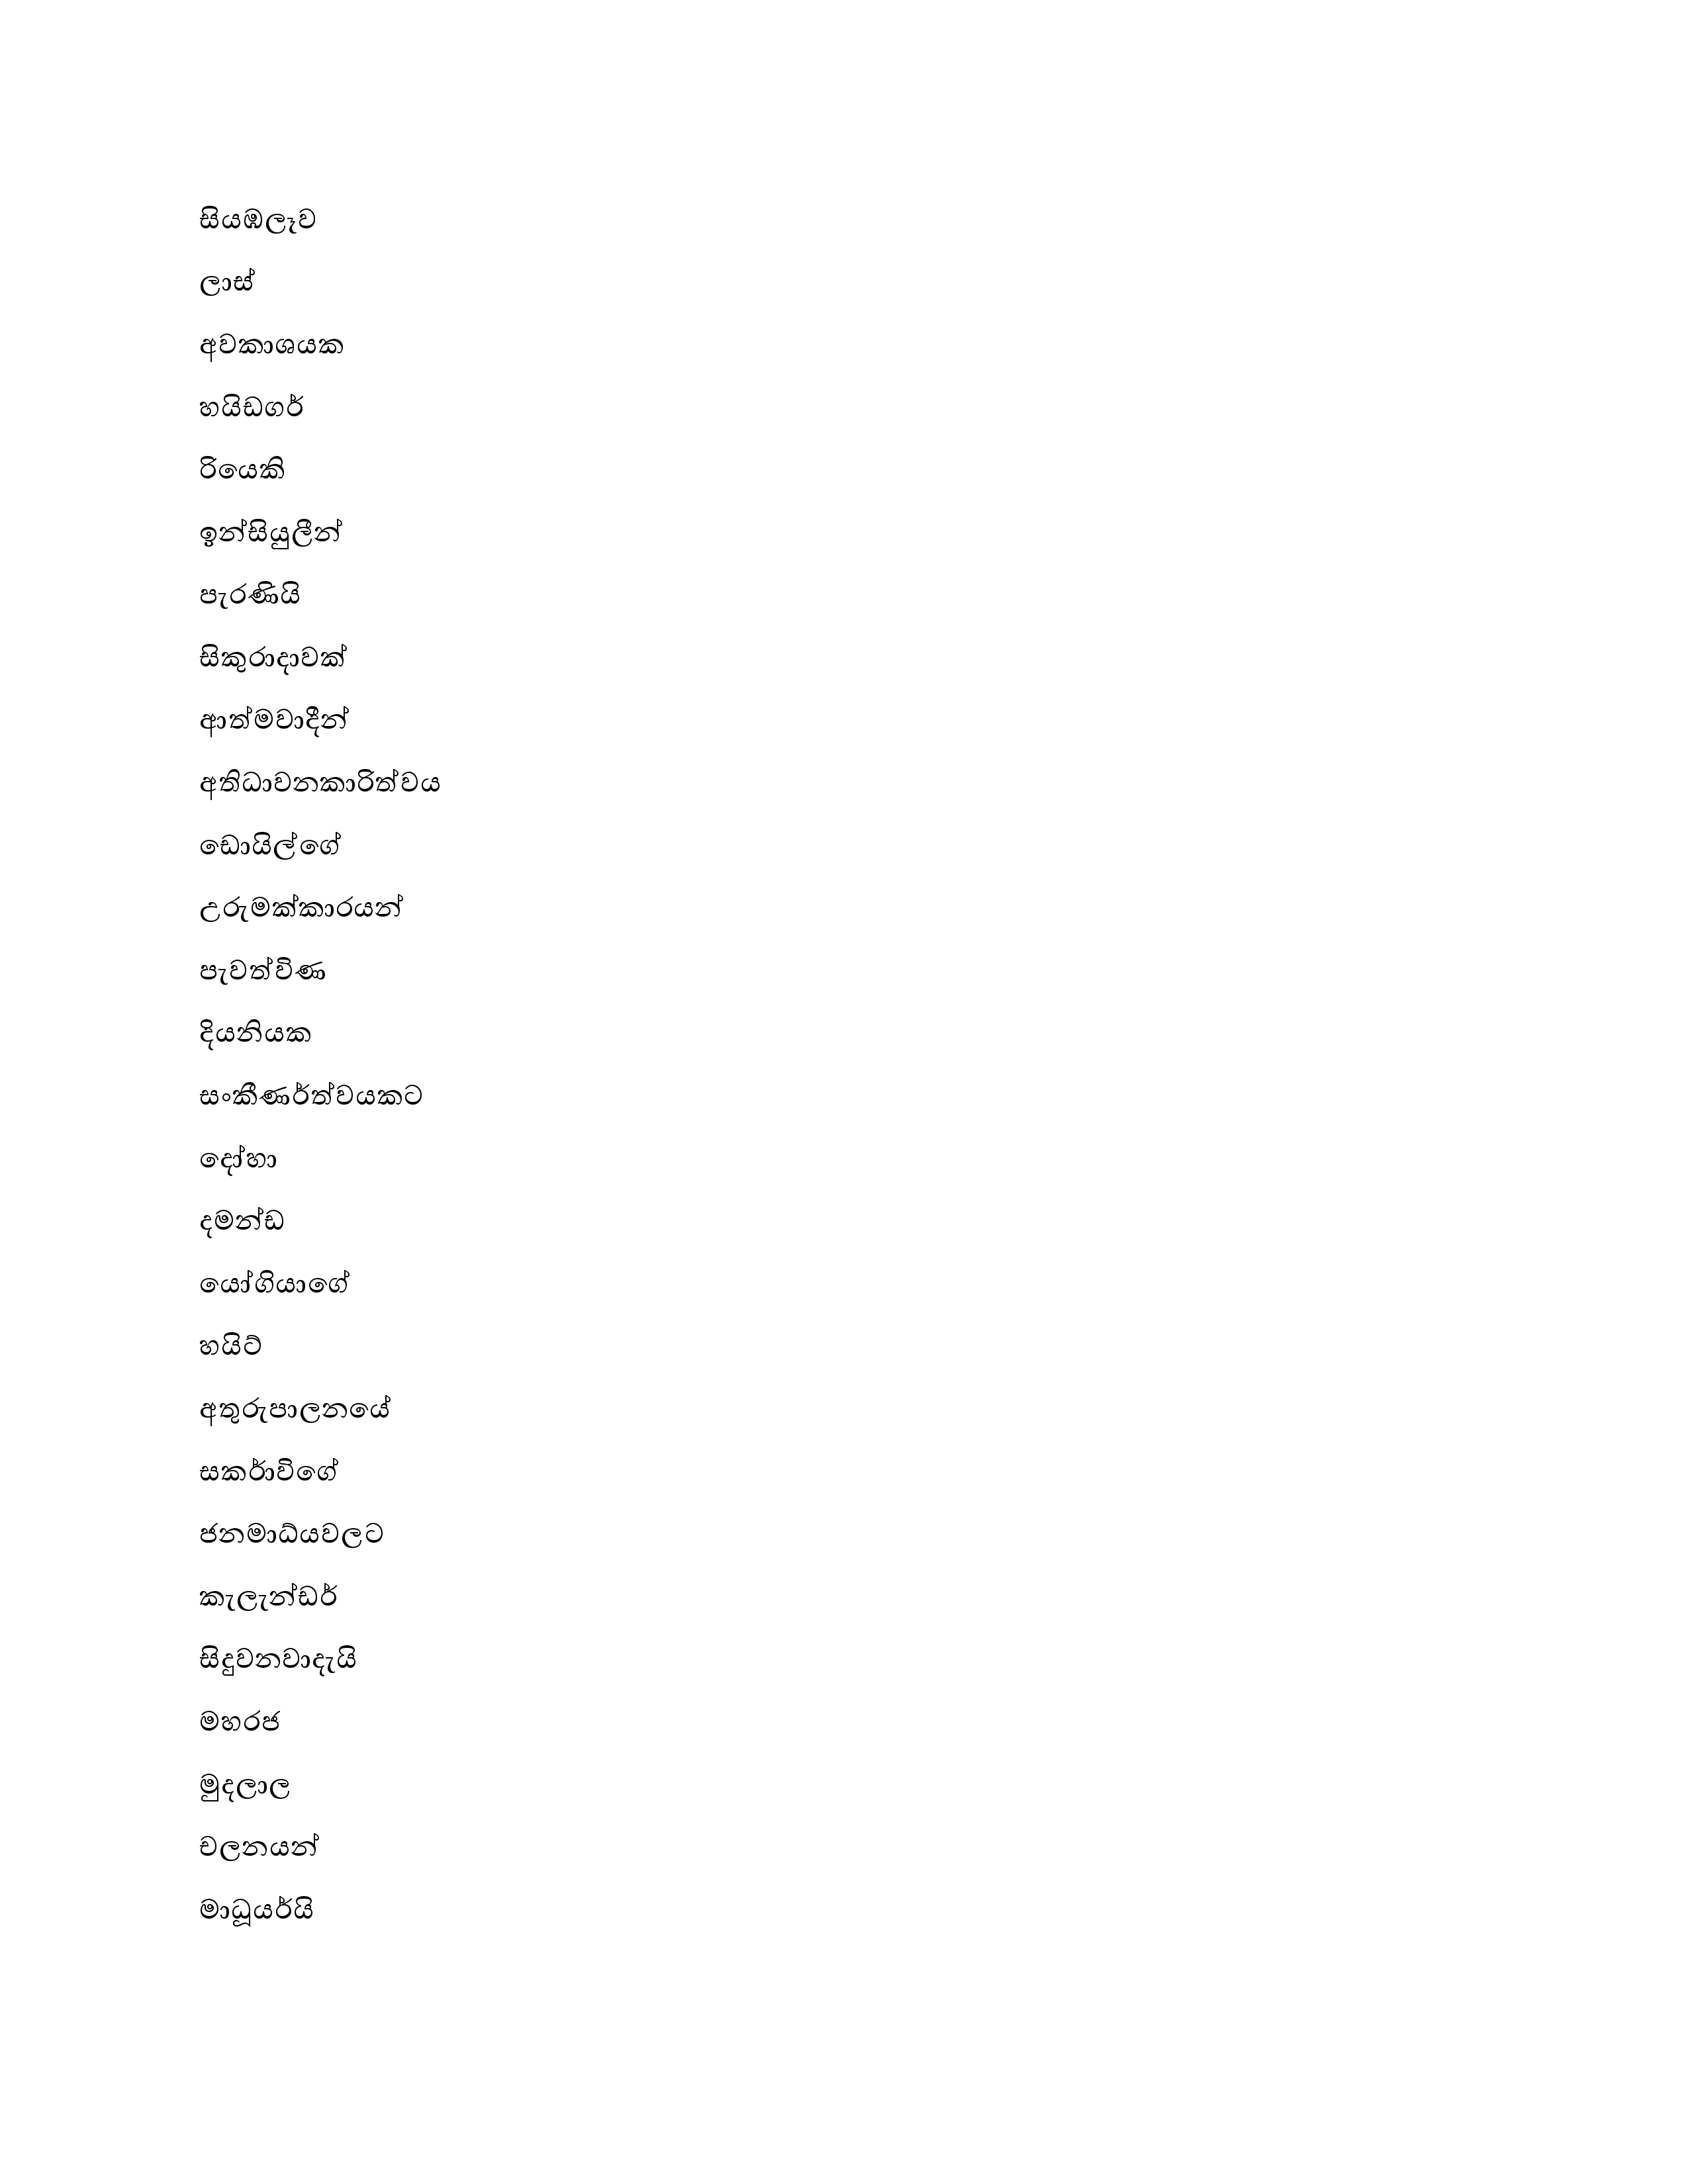 සියඹලෑව
ලාස්
අවකාශයක
හයිඩගර්
රියෙකි
ඉන්සියුලීන්
පැරණියි
සිකුරාදාවක්
ආත්මවාදීන්
අතිධාවනකාරිත්වය
ඩොයිල්ගේ
උරුමක්කාරයන්
පැවත්විණ
දියනියක
සංකීණර්ත්වයකට
දෝහා
දමන්ඩ
යෝගියාගේ
හයිට්
අතුරුපාලනයේ
සකර්ාවිගේ
ජනමාධ්යවලට
කැලැන්ඩර්
සිදුවනවාදැයි
මහරජ
මුදලාල
චලනයන්
මාධූයර්යි